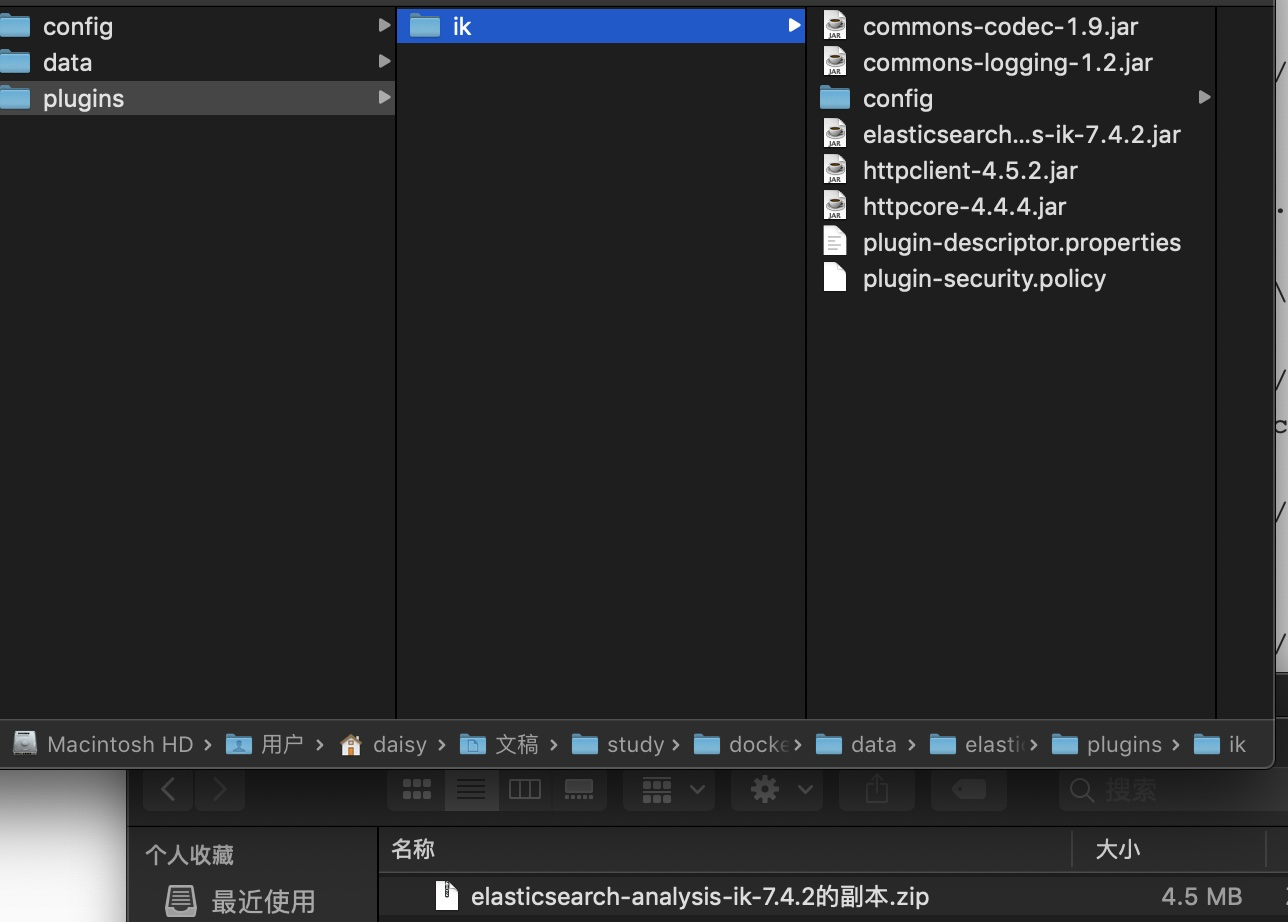 config
data
plugins
ik
commons-codec-1.9.jar
commons-logging-1.2.jar
config
elasticsearch...s-ik-7.4.2.jar
httpclient-4.5.2.jar
httpcore-4.4.4.jar
plugin-descriptor.properties
plugin-security.policy
Macintosh HD › 用户 › daisy › 文稿 › study › docke › data › elastic › plugins › ik
搜索
个人收藏
名称
大小
最近使用
elasticsearch-analysis-ik-7.4.2的副本.zip
4.5 MB